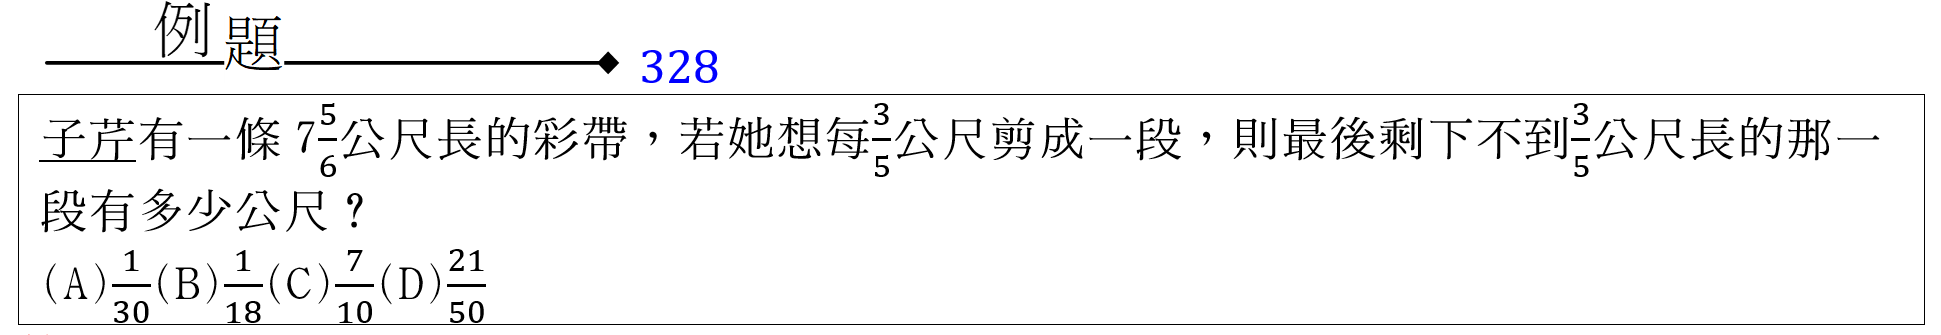 例題 328
子芹有一條 7\frac{5}{6}公尺長的彩帶，若她想每\frac{3}{5}公尺剪成一段，則最後剩下不到\frac{3}{5}公尺長的那一
段有多少公尺？
(A)\frac{1}{30}(B)\frac{1}{18}(C)\frac{7}{10}(D)\frac{21}{50}